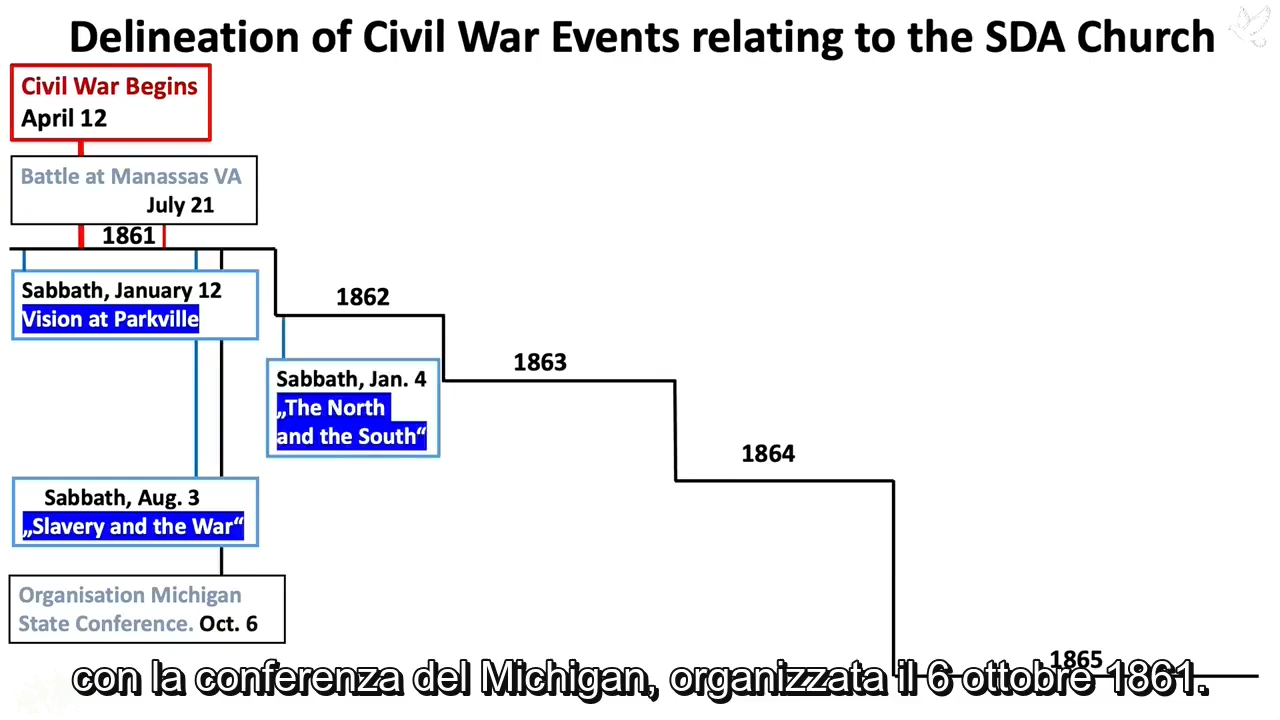 Delineation of Civil War Events relating to the SDA Church
Civil War Begins
April 12
Battle at Manassas VA
July 21
1861
Sabbath, January 12
Vision at Parkville
1862
Sabbath, Jan. 4
„The North
and the South“
1863
1864
Sabbath, Aug. 3
„Slavery and the War“
Organisation Michigan
State Conference. Oct. 6
1865
con la conferenza del Michigan, organizzata il 6 ottobre 1861.